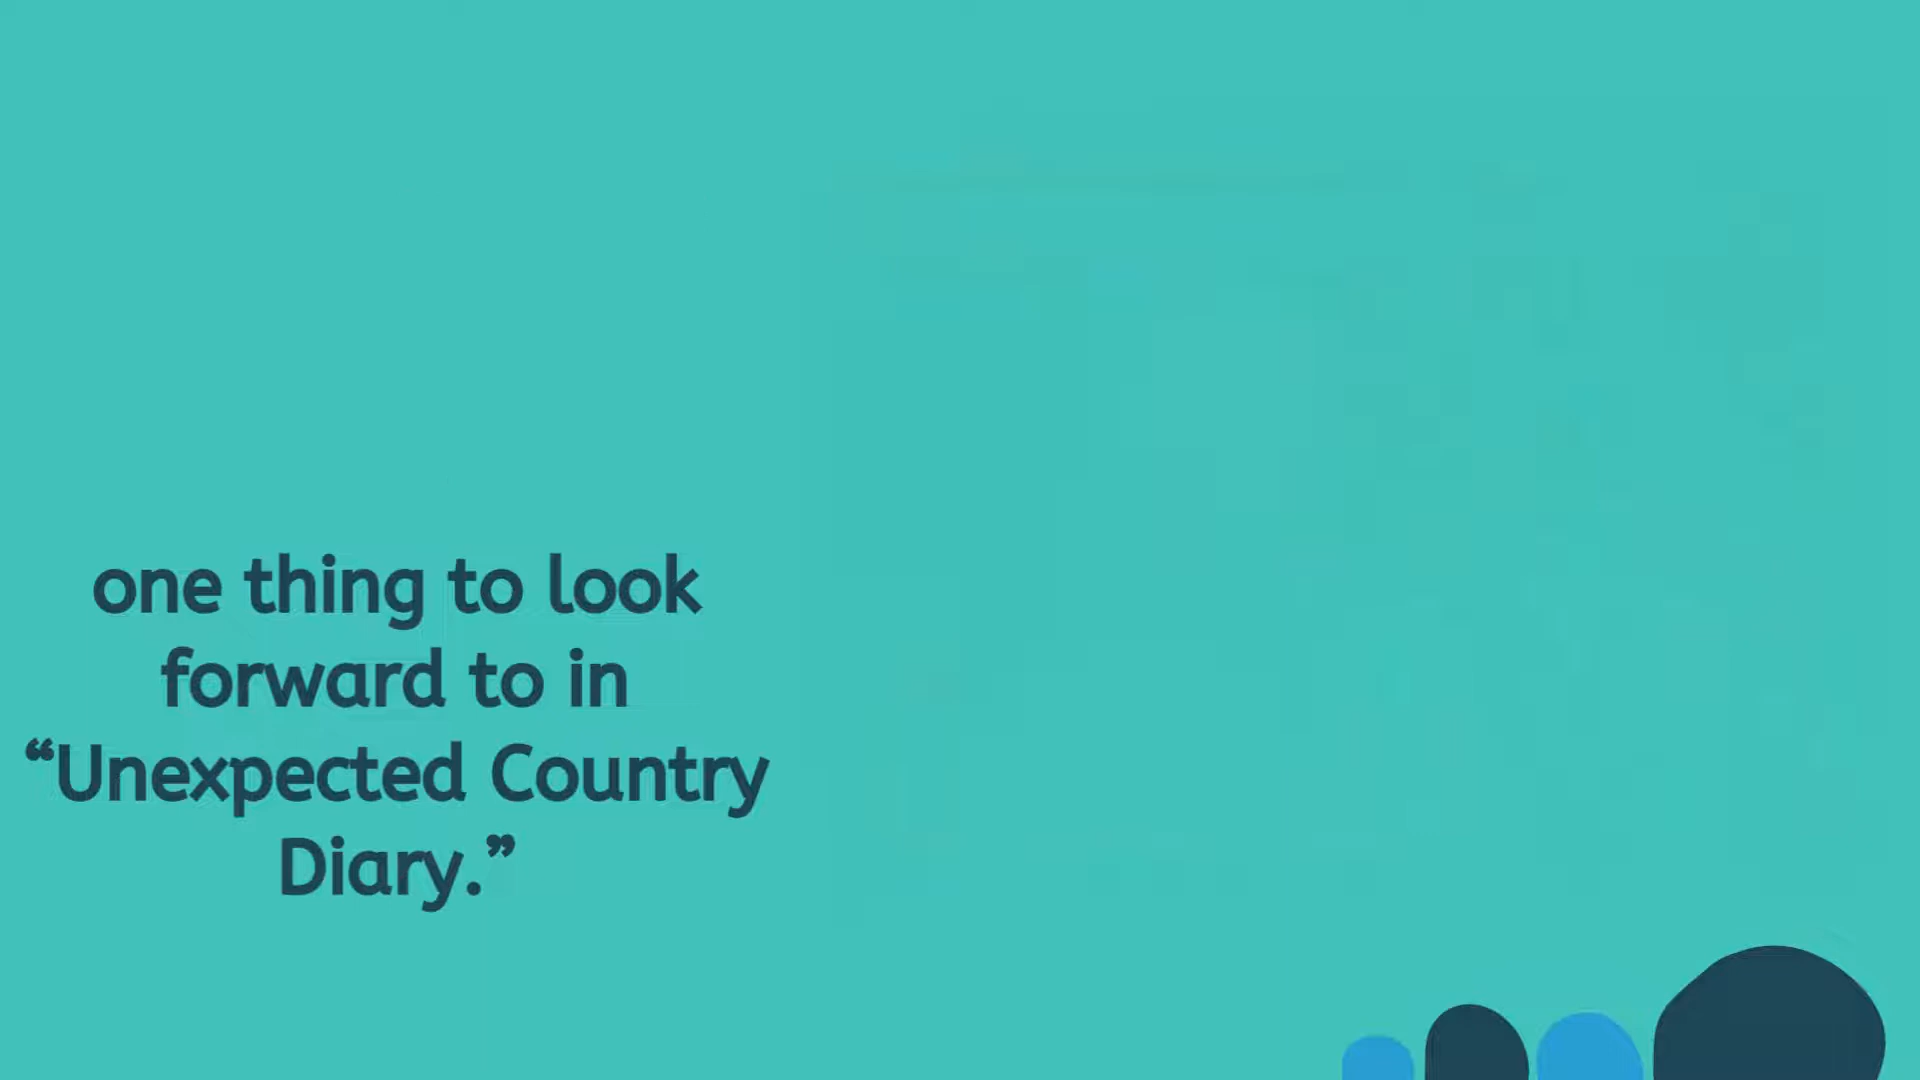 one thing to look
forward to in
“Unexpected Country
Diary.”